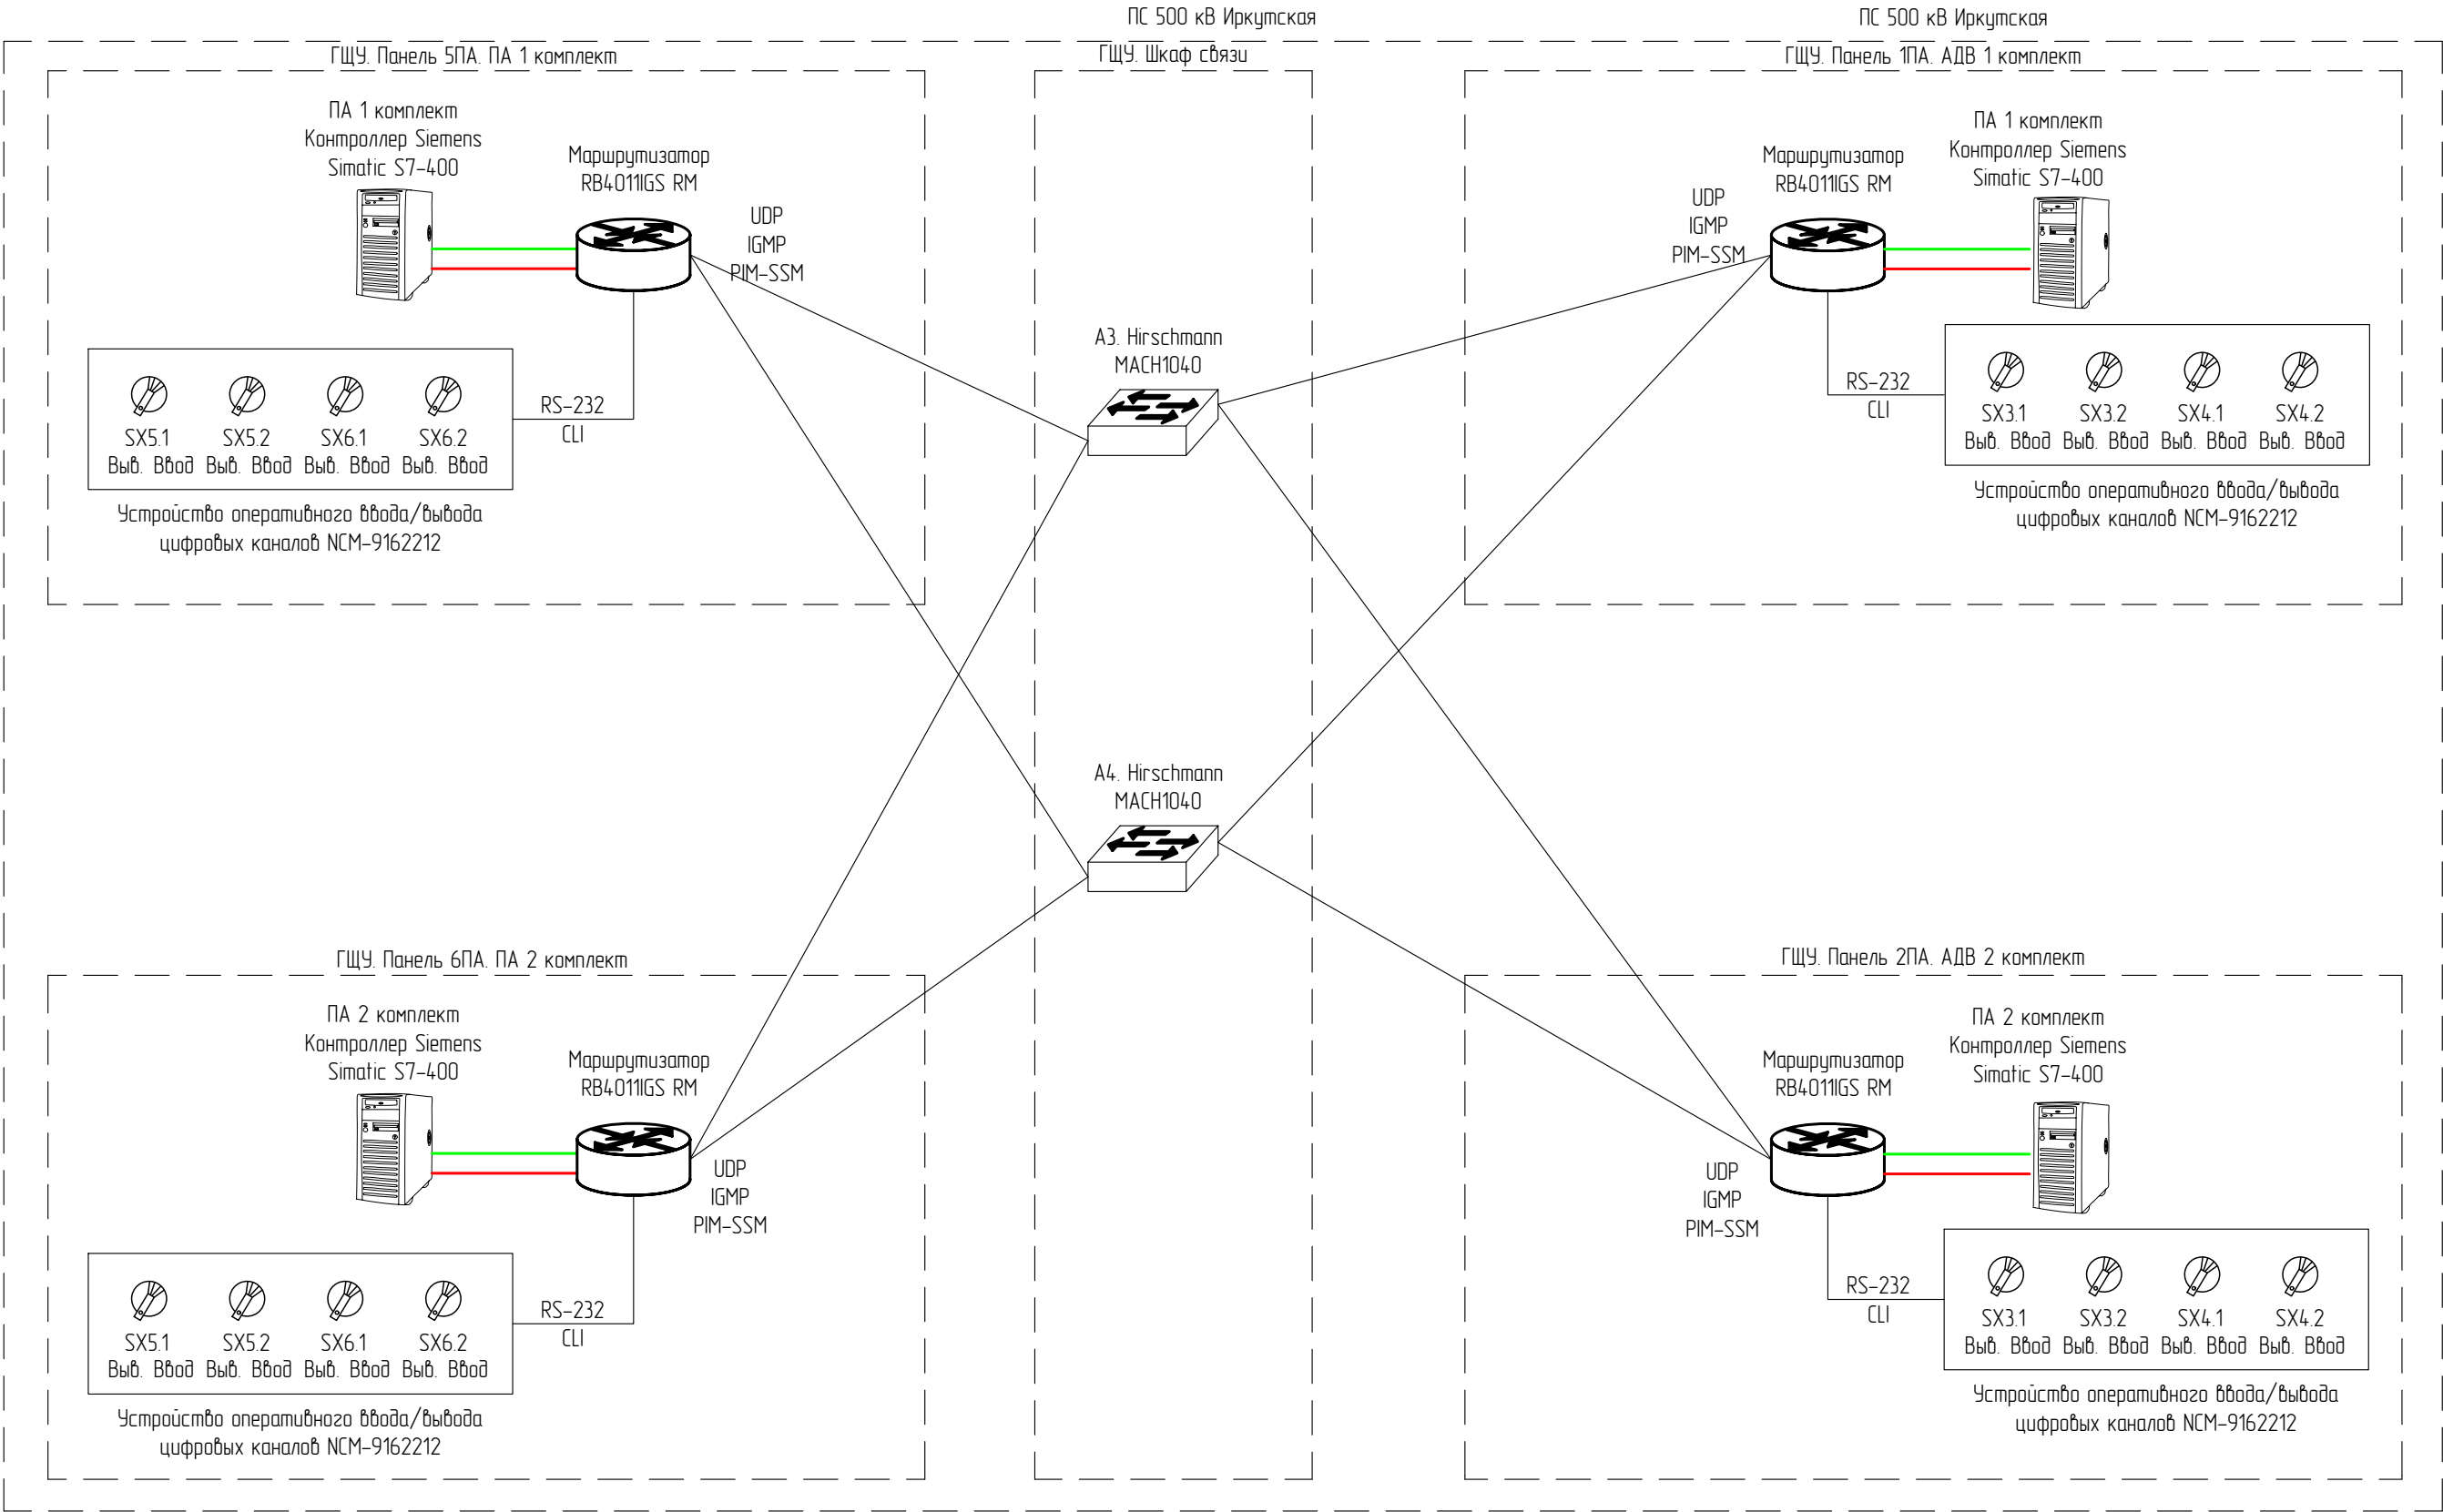 ПС 500 кВ Иркутская
ПС 500 кВ Иркутская
ГЩУ. Панель 5ПА. ПА 1 комплект
ПА 1 комплект
Контроллер Siemens
Simatic S7-400
Маршрутизатор
RB4011IGS RM
UDP
IGMP
PIM-SSM
RS-232
CLI
SX5.1 SX5.2 SX6.1 SX6.2
Выв. Ввод Выв. Ввод Выв. Ввод Выв. Ввод
Устройство оперативного ввода/вывода
цифровых каналов NCM-9162212
ГЩУ. Шкаф связи
А3. Hirschmann
MACH1040
А4. Hirschmann
MACH1040
ГЩУ. Панель 1ПА. АДВ 1 комплект
ПА 1 комплект
Контроллер Siemens
Simatic S7-400
Маршрутизатор
RB4011IGS RM
UDP
IGMP
PIM-SSM
RS-232
CLI
SX3.1 SX3.2 SX4.1 SX4.2
Выв. Ввод Выв. Ввод Выв. Ввод Выв. Ввод
Устройство оперативного ввода/вывода
цифровых каналов NCM-9162212
ГЩУ. Панель 6ПА. ПА 2 комплект
ПА 2 комплект
Контроллер Siemens
Simatic S7-400
Маршрутизатор
RB4011IGS RM
UDP
IGMP
PIM-SSM
RS-232
CLI
SX5.1 SX5.2 SX6.1 SX6.2
Выв. Ввод Выв. Ввод Выв. Ввод Выв. Ввод
Устройство оперативного ввода/вывода
цифровых каналов NCM-9162212
ГЩУ. Панель 2ПА. АДВ 2 комплект
ПА 2 комплект
Контроллер Siemens
Simatic S7-400
Маршрутизатор
RB4011IGS RM
UDP
IGMP
PIM-SSM
RS-232
CLI
SX3.1 SX3.2 SX4.1 SX4.2
Выв. Ввод Выв. Ввод Выв. Ввод Выв. Ввод
Устройство оперативного ввода/вывода
цифровых каналов NCM-9162212